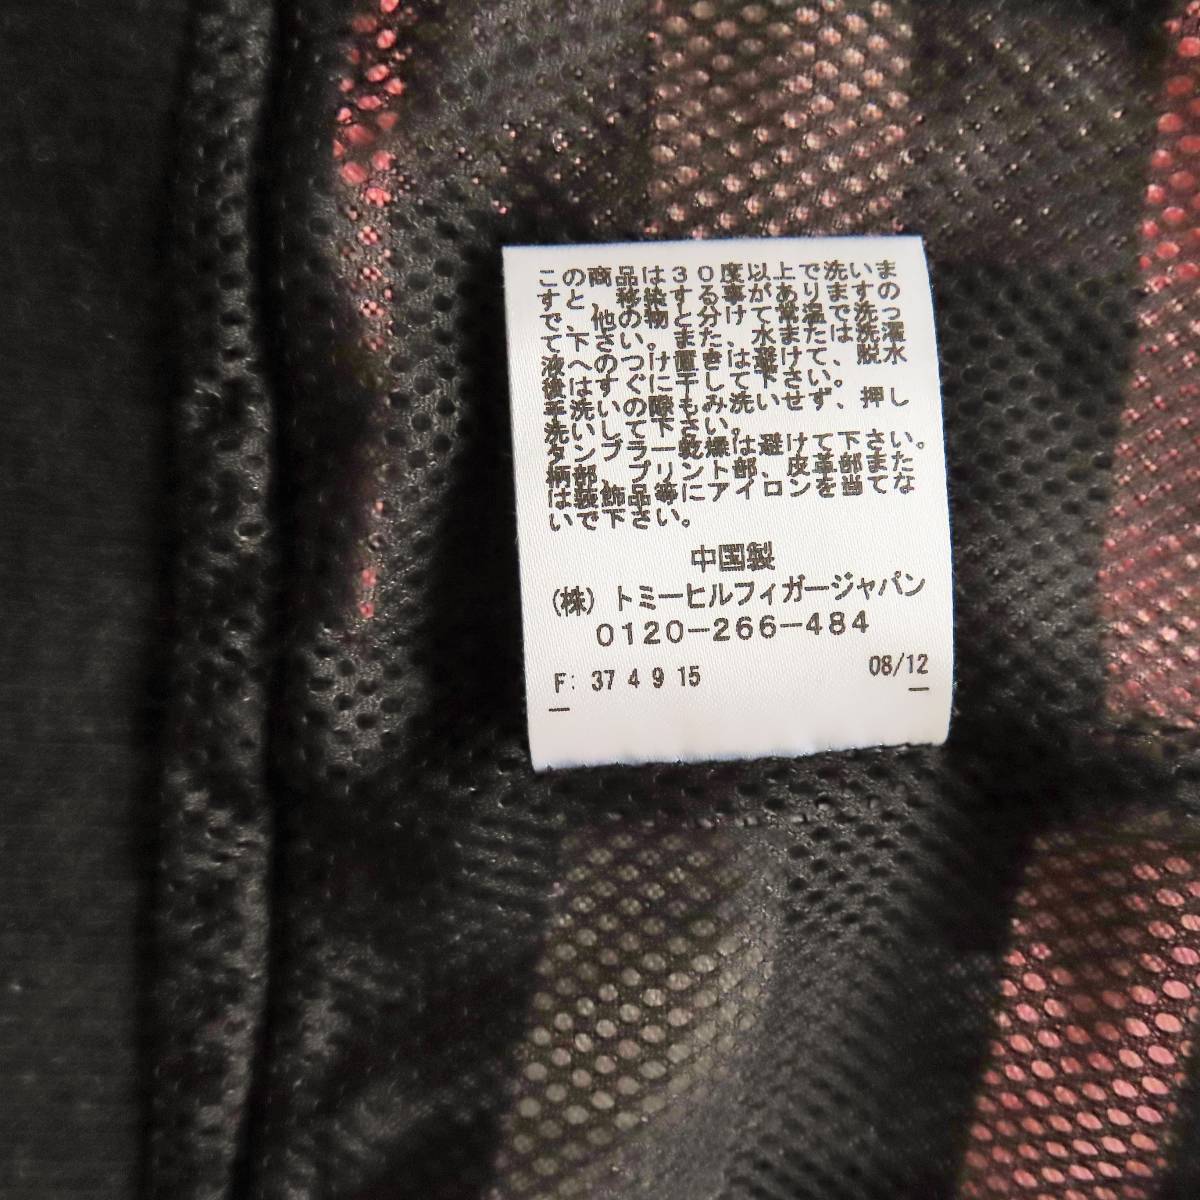 この商品は30度以上で洗いま
すと、移染する事がありますの
で、他の物と分けて常温で洗っ
て下さい。また、水または洗濯
液へのつけ置きは避けて、脱水
後はすぐに干して下さい。
手洗いの際もみ洗いせず、押し
洗いして下さい。
タンブラー乾燥は避けて下さい。
柄部、プリント部、皮革部また
は装飾品等にアイロンを当てな
いで下さい。
中国製
(株)トミーヒルフィガージャパン
0120-266-484
F: 37 4 9 15 08/12